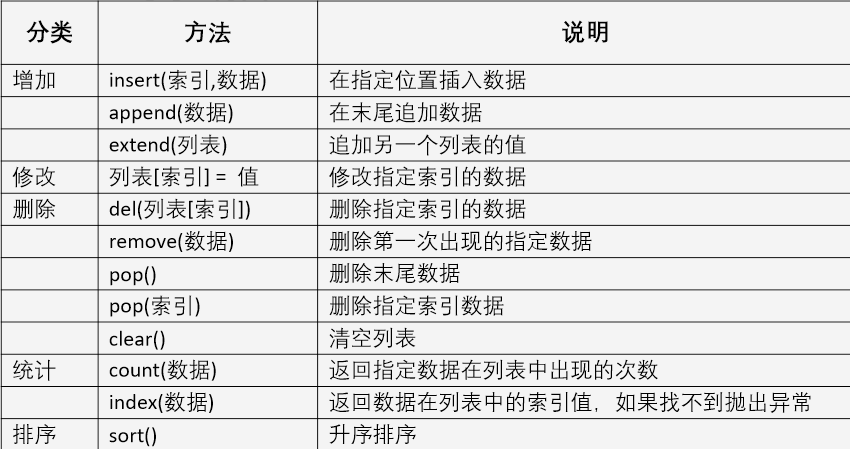 分类 方法 说明
增加 insert(索引,数据) 在指定位置插入数据
append(数据) 在末尾追加数据
extend(列表) 追加另一个列表的值
修改 列表[索引] = 值 修改指定索引的数据
删除 del(列表[索引]) 删除指定索引的数据
remove(数据) 删除第一次出现的指定数据
pop() 删除末尾数据
pop(索引) 删除指定索引数据
clear() 清空列表
统计 count(数据) 返回指定数据在列表中出现的次数
index(数据) 返回数据在列表中的索引值，如果找不到抛出异常
排序 sort() 升序排序